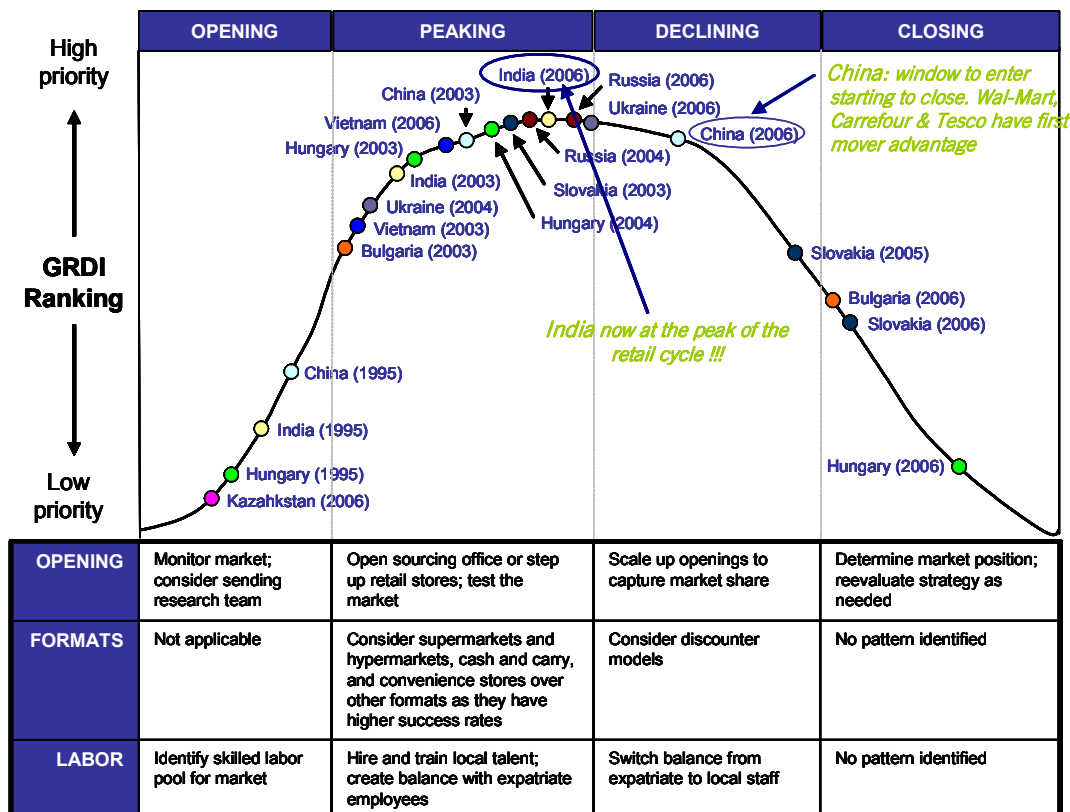 OPENING
PEAKING
DECLINING
CLOSING
High
priority
GRDI
Ranking
Low
priority
India (2006)
China (2003)
Russia (2006)
Vietnam (2006)
Ukraine (2006)
China (2006)
Hungary (2003)
Russia (2004)
India (2003)
Slovakia (2003)
Ukraine (2004)
Hungary (2004)
Vietnam (2003)
Bulgaria (2003)
China: window to enter
starting to close. Wal-Mart,
Carrefour & Tesco have first
mover advantage
Slovakia (2005)
Bulgaria (2006)
Slovakia (2006)
India now at the peak of the
retail cycle !!!
China (1995)
India (1995)
Hungary (1995)
Kazahkstan (2006)
Hungary (2006)
OPENING
Monitor market;
consider sending
research team
Open sourcing office or step
up retail stores; test the
market
Scale up openings to
capture market share
Determine market position;
reevaluate strategy as
needed
FORMATS
Not applicable
Consider supermarkets and
hypermarkets, cash and carry,
and convenience stores over
other formats as they have
higher success rates
Consider discounter
models
No pattern identified
LABOR
Identify skilled labor
pool for market
Hire and train local talent;
create balance with expatriate
employees
Switch balance from
expatriate to local staff
No pattern identified